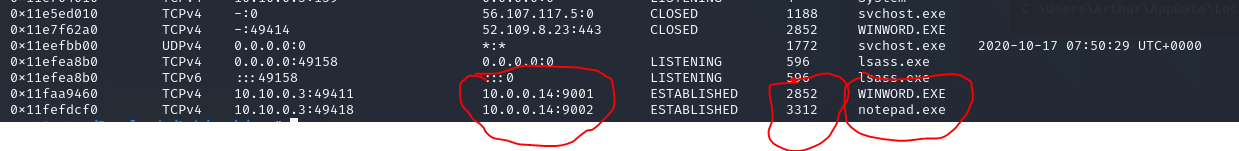 0x11e5ed010 TCPv4 -:0 56.107.117.5:0 CLOSED 1188 svchost.exe
0x11e7f62a0 TCPv4 -:49414 52.109.8.23:443 CLOSED 2852 WINWORD.EXE
0x11eefbb00 UDPv4 0.0.0.0:0 *:* 1772 svchost.exe 2020-10-17 07:50:29 UTC+0000
0x11efea8b0 TCPv4 0.0.0.0:49158 0.0.0.0:0 LISTENING 596 lsass.exe
0x11efea8b0 TCPv6 :::49158 :::0 LISTENING 596 lsass.exe
0x11faa9460 TCPv4 10.10.0.3:49411 10.0.0.14:9001 ESTABLISHED 2852 WINWORD.EXE
0x11fefdcf0 TCPv4 10.10.0.3:49418 10.0.0.14:9002 ESTABLISHED 3312 notepad.exe